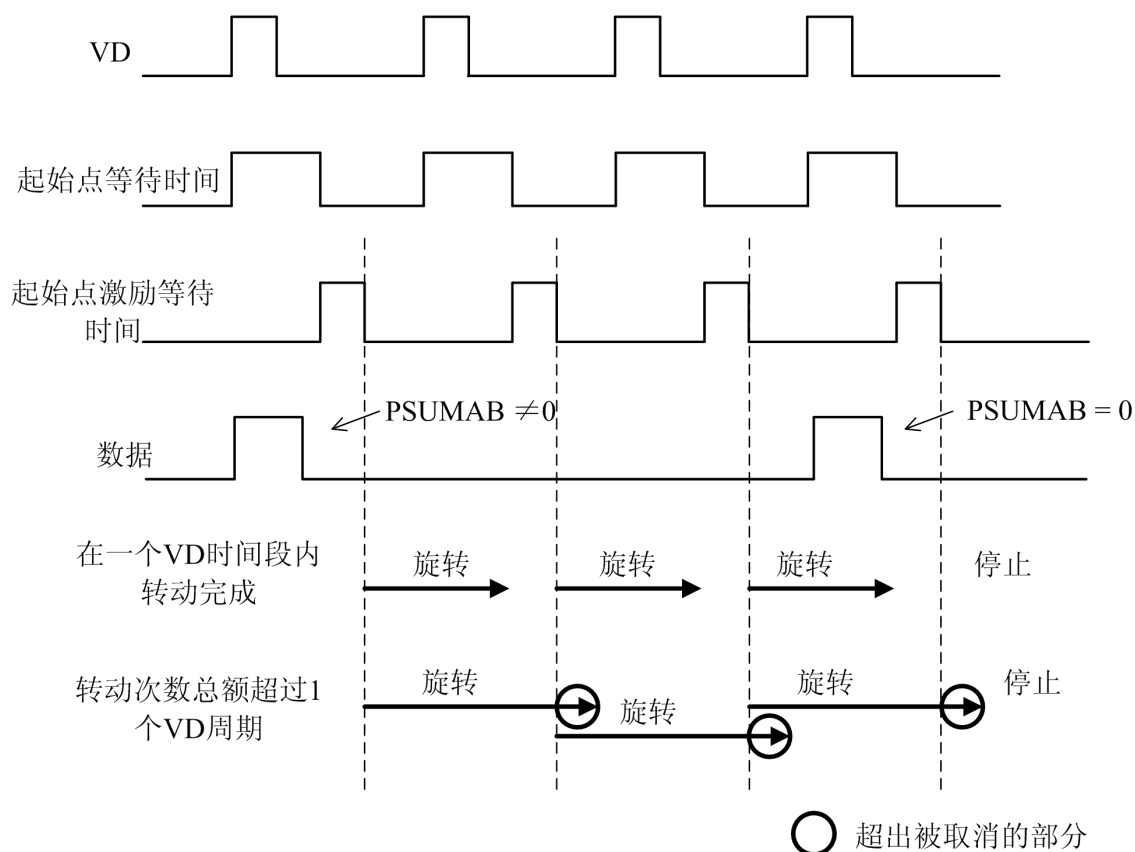 VD
起始点等待时间
起始点激励等待
时间
PSUMAB ≠0
PSUMAB = 0
数据
在一个VD时间段内
转动完成
旋转
旋转
旋转
停止
转动次数总额超过1
个VD周期
旋转
旋转
旋转
停止
超出被取消的部分